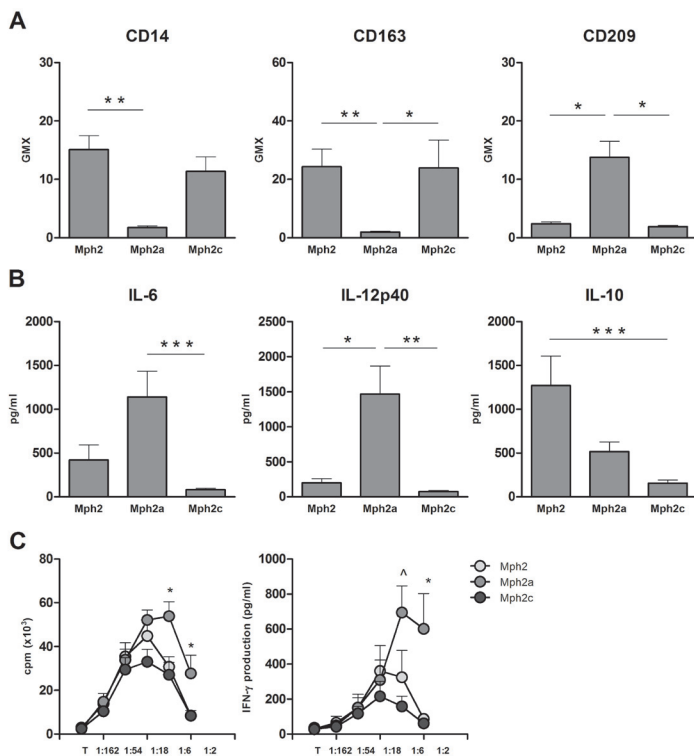 A
CD14
CD163
CD209
30
20
10
0
GMX
* *
Mph2 Mph2a Mph2c
60
40
20
0
GMX
* * *
Mph2 Mph2a Mph2c
30
20
10
0
GMX
* *
Mph2 Mph2a Mph2c
B
IL-6
IL-12p40
IL-10
2000
1500
1000
500
0
pg/ml
* * *
Mph2 Mph2a Mph2c
2500
2000
1500
1000
500
0
pg/ml
* * *
Mph2 Mph2a Mph2c
2000
1500
1000
500
0
pg/ml
* * *
Mph2 Mph2a Mph2c
C
80
60
40
20
0
cpm (x10³)
*
*
T 1:162 1:54 1:18 1:6 1:2
1000
800
600
400
200
0
IFN-γ production (pg/ml)
^
*
T 1:162 1:54 1:18 1:6 1:2
Mph2
Mph2a
Mph2c